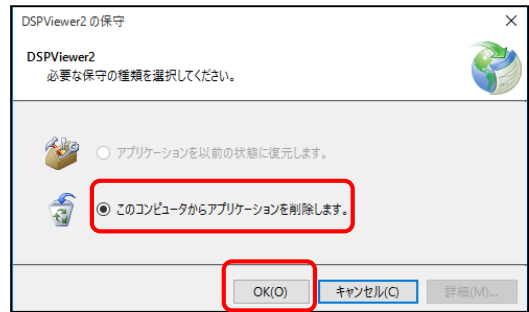 DSPViewer2 の保守
DSPViewer2
必要な保守の種類を選択してください。
アプリケーションを以前の状態に復元します。
このコンピュータからアプリケーションを削除します。
OK(O) キャンセル(C) 詳細(M)...